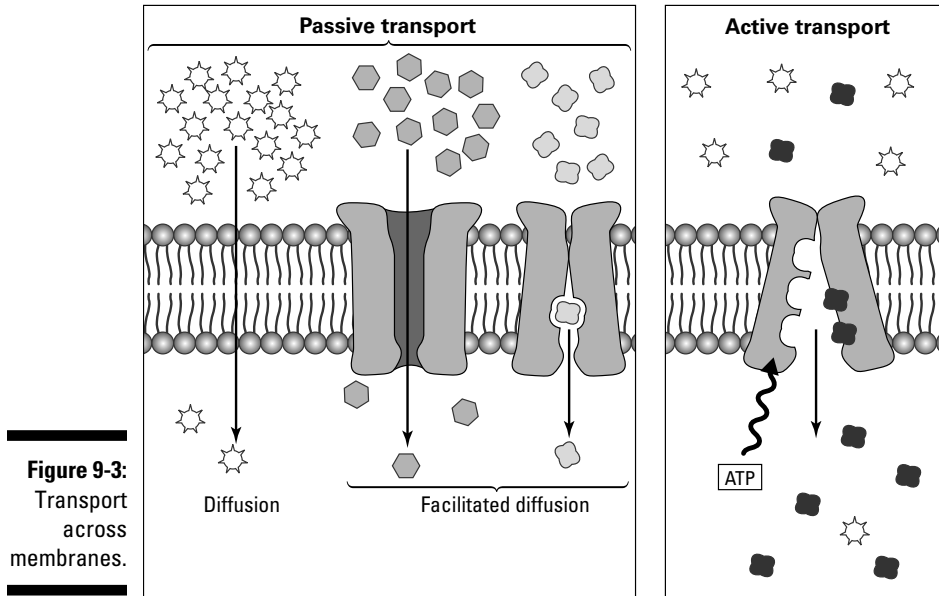 Passive transport
Active transport
ATP
Diffusion
Facilitated diffusion
Figure 9-3:
Transport
across
membranes.